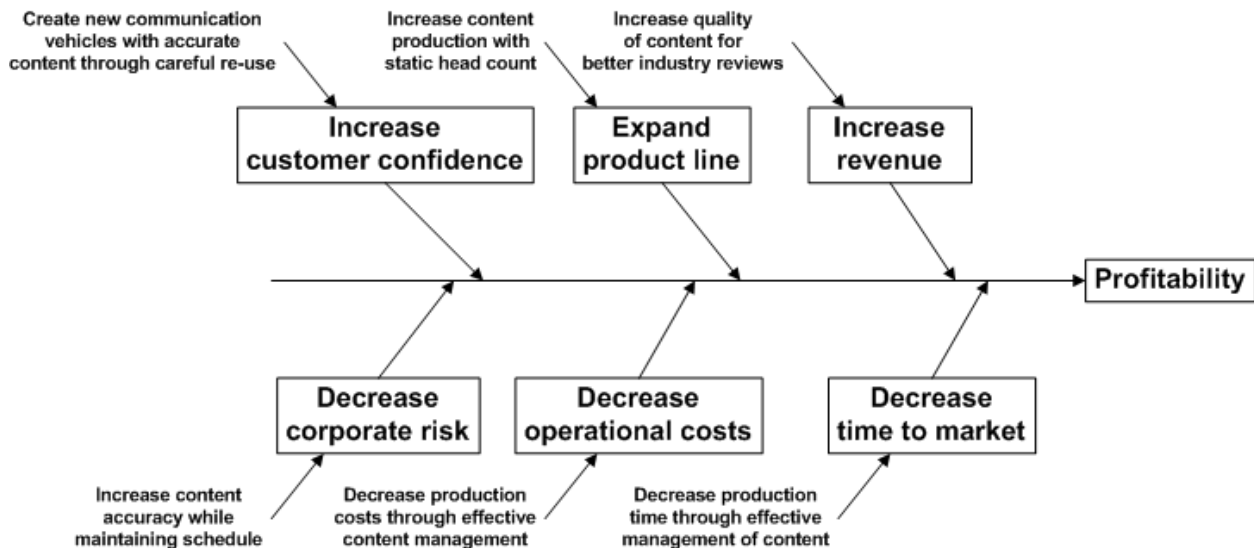 Create new communication
vehicles with accurate
content through careful re-use
Increase content
production with
static head count
Increase quality
of content for
better industry reviews
Increase
customer confidence
Expand
product line
Increase
revenue
Profitability
Decrease
corporate risk
Decrease
operational costs
Decrease
time to market
Increase content
accuracy while
maintaining schedule
Decrease production
costs through effective
content management
Decrease production
time through effective
management of content